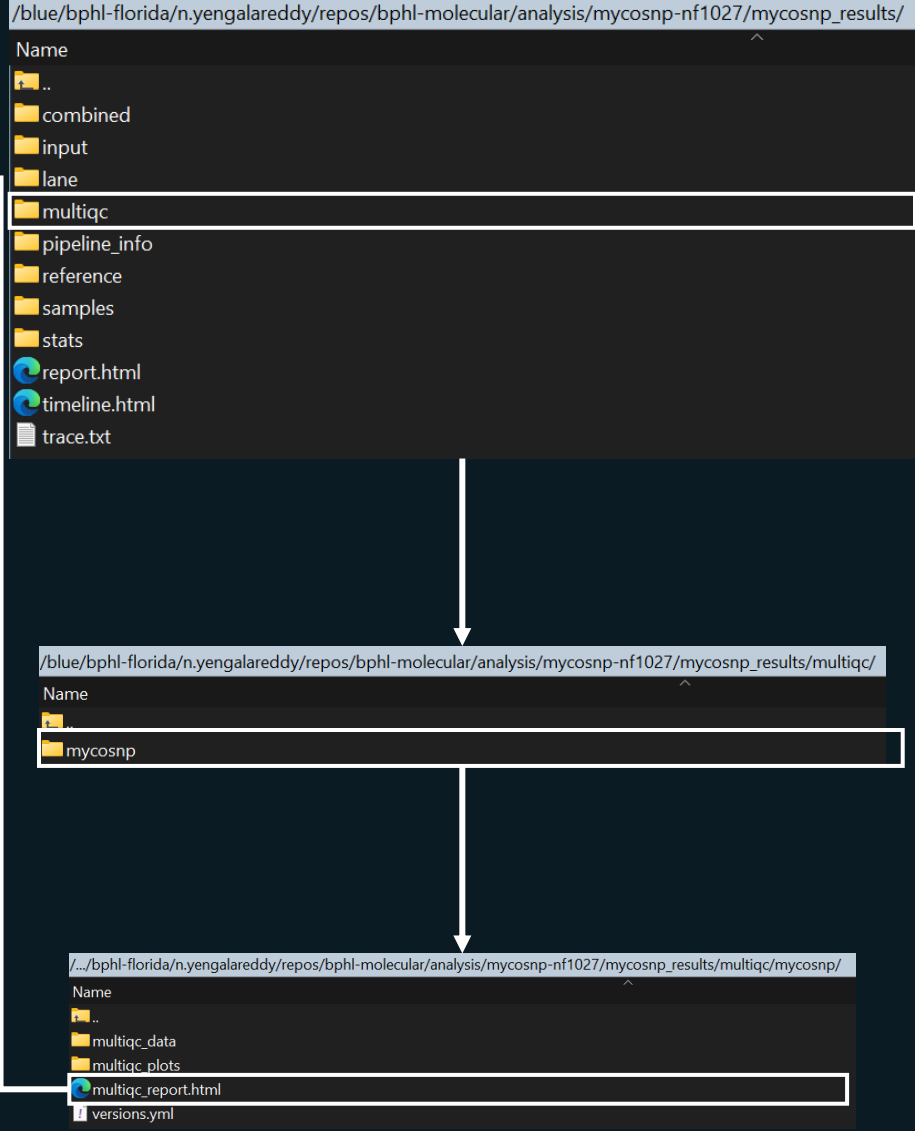 /blue/bphl-florida/n.yengalareddy/repos/bphl-molecular/analysis/mycosnp-nf1027/mycosnp_results/
Name
..
combined
input
lane
multiqc
pipeline_info
reference
samples
stats
report.html
timeline.html
trace.txt
/blue/bphl-florida/n.yengalareddy/repos/bphl-molecular/analysis/mycosnp-nf1027/mycosnp_results/multiqc/
Name
..
mycosnp
/.../bphl-florida/n.yengalareddy/repos/bphl-molecular/analysis/mycosnp-nf1027/mycosnp_results/multiqc/mycosnp/
Name
..
multiqc_data
multiqc_plots
multiqc_report.html
versions.yml